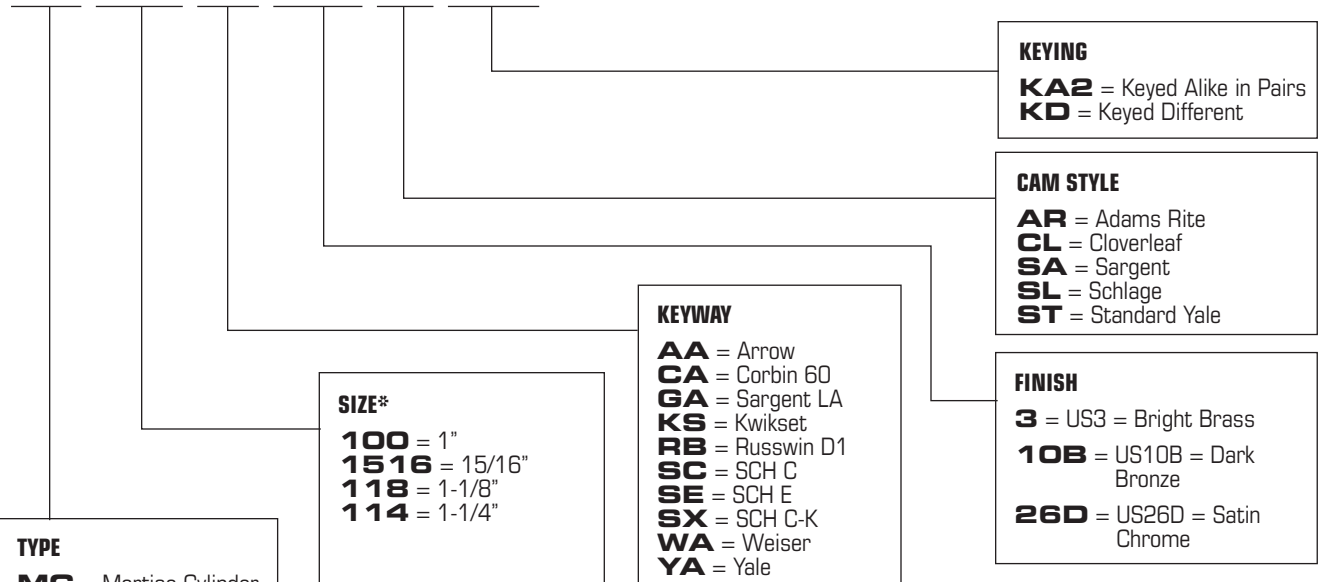 KEYING
KA2 = Keyed Alike in Pairs
KD = Keyed Different
CAM STYLE
AR = Adams Rite
CL = Cloverleaf
SA = Sargent
SL = Schlage
ST = Standard Yale
FINISH
3 = US3 = Bright Brass
10B = US10B = Dark
Bronze
26D = US26D = Satin
Chrome
KEYWAY
AA = Arrow
CA = Corbin 60
GA = Sargent LA
KS = Kwikset
RB = Russwin D1
SC = SCH C
SE = SCH E
SX = SCH C-K
WA = Weiser
YA = Yale
SIZE*
100 = 1"
1516 = 15/16"
118 = 1-1/8"
114 = 1-1/4"
TYPE
MC = Mortise Cylinder